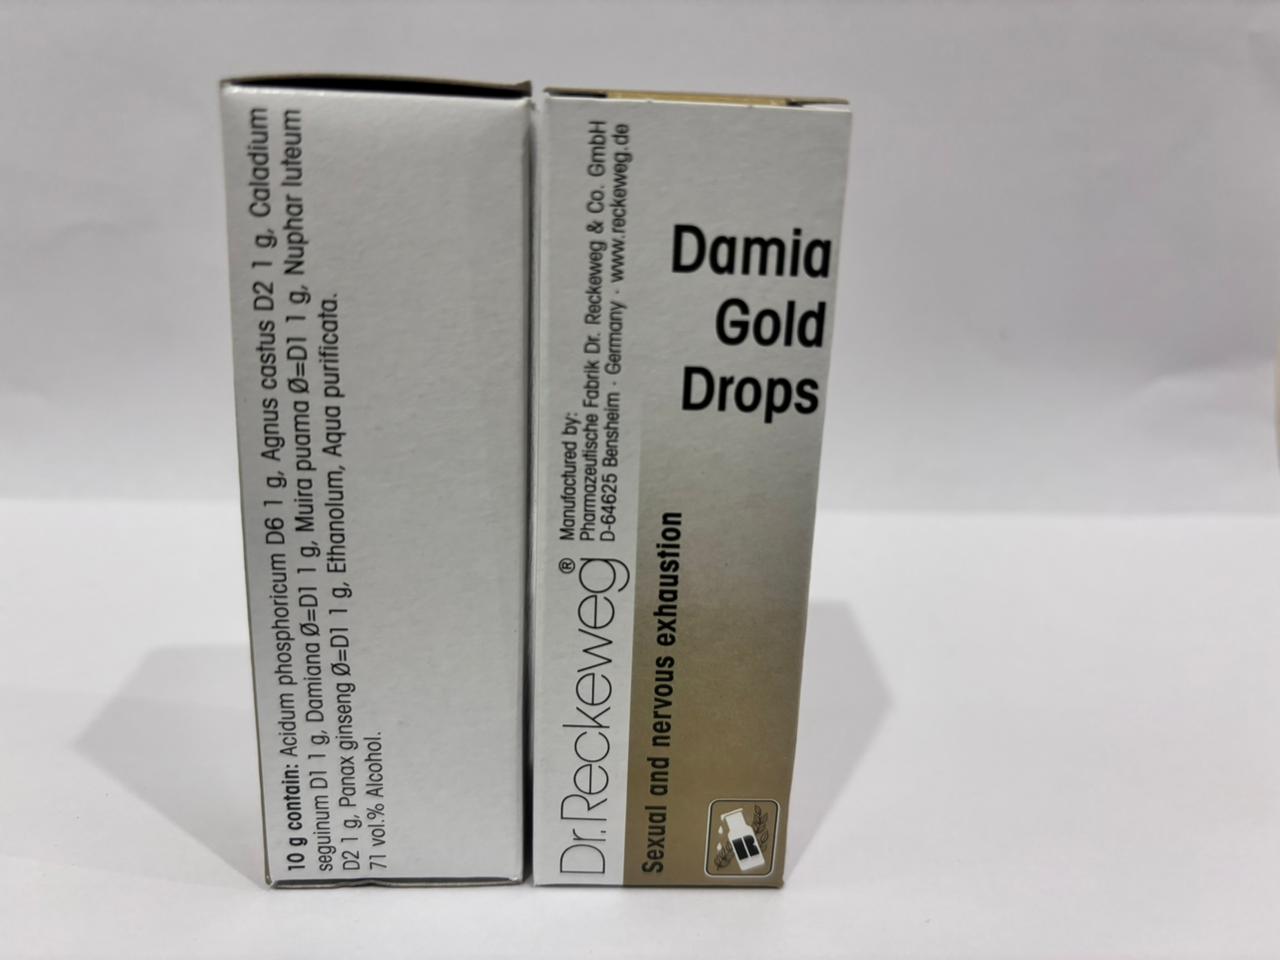 10 g contain: Acidum phosphoricum D6 1 g, Agnus castus D2 1 g, Caladium
seguinum D1 1 g, Damiana Ø=D1 1 g, Muira puama Ø=D1 1 g, Nuphar luteum
D2 1 g, Panax ginseng Ø=D1 1 g, Ethanolum, Aqua purificata.
71 vol.% Alcohol.
Dr.Reckeweg®
Manufactured by:
Pharmazeutische Fabrik Dr. Reckeweg & Co. GmbH
D-64625 Bensheim · Germany · www.reckeweg.de
Damia
Gold
Drops
Sexual and nervous exhaustion
R